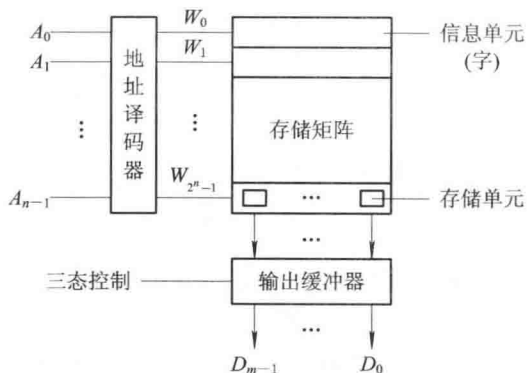 A₀
W₀
信息单元
(字)
A₁
W₁
地址译码器
⋮
⋮
存储矩阵
Aₙ₋₁
W₂ⁿ₋₁
...
存储单元
...
三态控制
输出缓冲器
...
Dₘ₋₁
D₀